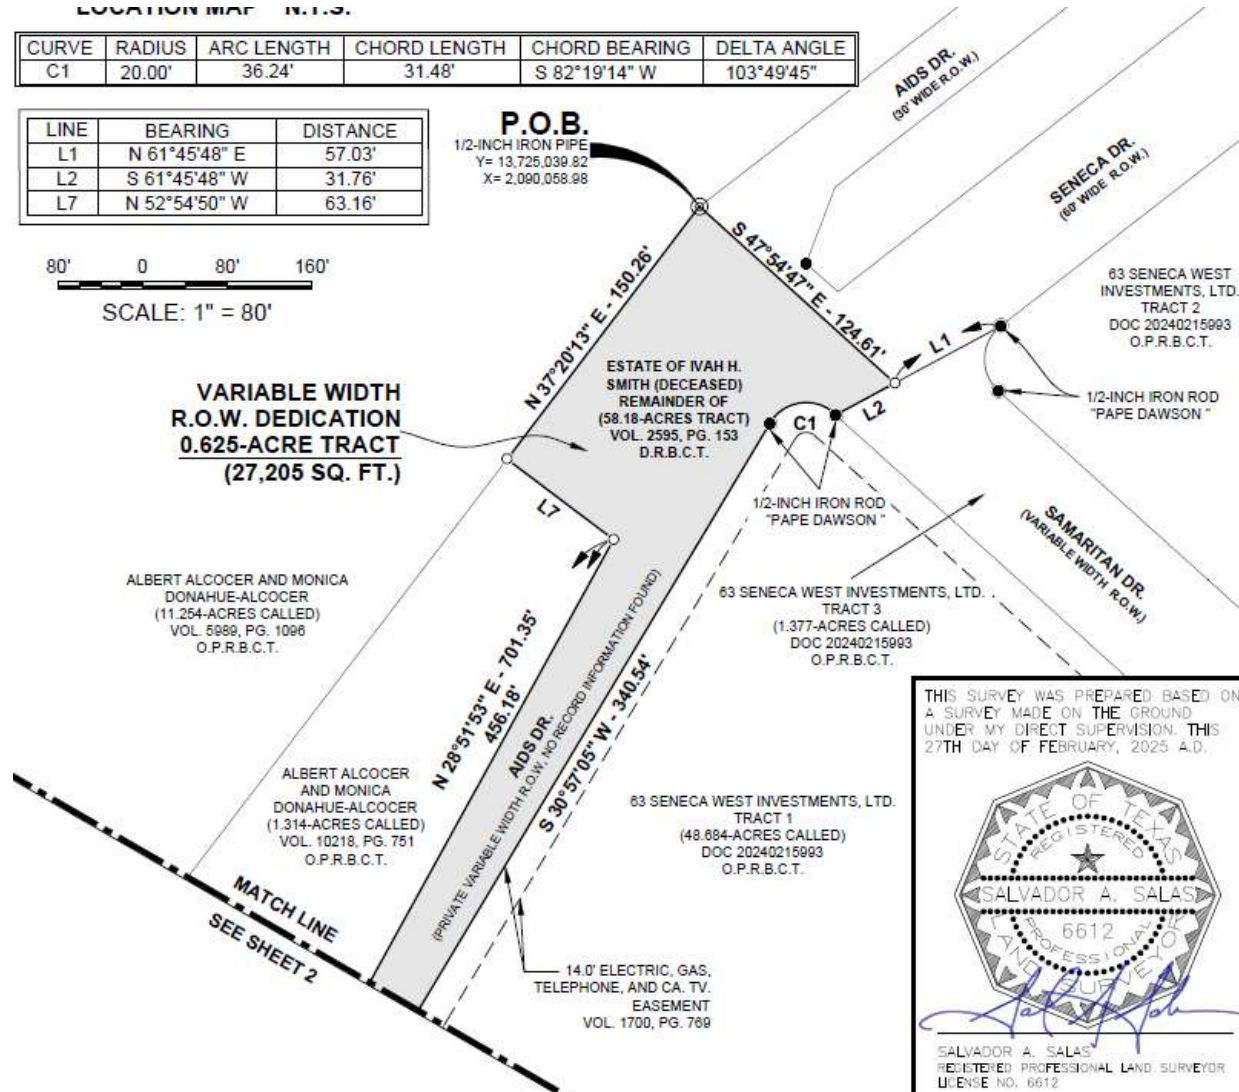 LOCATION MAP N.T.S.
CURVE RADIUS ARC LENGTH CHORD LENGTH CHORD BEARING DELTA ANGLE
C1 20.00' 36.24' 31.48' S 82°19'14" W 103°49'45"
LINE BEARING DISTANCE
L1 N 61°45'48" E 57.03'
L2 S 61°45'48" W 31.76'
L7 N 52°54'50" W 63.16'
80' 0 80' 160'
SCALE: 1" = 80'
P.O.B.
1/2-INCH IRON PIPE
Y= 13,725,039.82
X= 2,090,058.98
AIDS DR.
(30' WIDE R.O.W.)
SENECA DR.
(60' WIDE R.O.W.)
S 47°54'47" E - 124.61'
N 37°20'13" E - 150.26'
63 SENECA WEST
INVESTMENTS, LTD.
TRACT 2
DOC 20240215993
O.P.R.B.C.T.
L1
L2
C1
1/2-INCH IRON ROD
"PAPE DAWSON "
ESTATE OF IVAH H.
SMITH (DECEASED)
REMAINDER OF
(58.18-ACRES TRACT)
VOL. 2595, PG. 153
D.R.B.C.T.
VARIABLE WIDTH
R.O.W. DEDICATION
0.625-ACRE TRACT
(27,205 SQ. FT.)
L7
1/2-INCH IRON ROD
"PAPE DAWSON "
SAMARITAN DR.
(VARIABLE WIDTH R.O.W.)
ALBERT ALCOCER AND MONICA
DONAHUE-ALCOCER
(11.254-ACRES CALLED)
VOL. 5989, PG. 1096
O.P.R.B.C.T.
63 SENECA WEST INVESTMENTS, LTD.
TRACT 3
(1.377-ACRES CALLED)
DOC 20240215993
O.P.R.B.C.T.
N 28°51'53" E - 701.35'
456.18'
AIDS DR.
(PRIVATE VARIABLE WIDTH R.O.W, NO RECORD INFORMATION FOUND)
S 30°57'05" W - 340.54'
ALBERT ALCOCER
AND MONICA
DONAHUE-ALCOCER
(1.314-ACRES CALLED)
VOL. 10218, PG. 751
O.P.R.B.C.T.
63 SENECA WEST INVESTMENTS, LTD.
TRACT 1
(48.684-ACRES CALLED)
DOC 20240215993
O.P.R.B.C.T.
MATCH LINE
SEE SHEET 2
14.0' ELECTRIC, GAS,
TELEPHONE, AND CA. TV.
EASEMENT
VOL. 1700, PG. 769
THIS SURVEY WAS PREPARED BASED ON
A SURVEY MADE ON THE GROUND
UNDER MY DIRECT SUPERVISION. THIS
27TH DAY OF FEBRUARY, 2025 A.D.
STATE OF TEXAS
REGISTERED
SALVADOR A. SALAS
6612
PROFESSIONAL
LAND SURVEYOR
SALVADOR A. SALAS
REGISTERED PROFESSIONAL LAND SURVEYOR
LICENSE NO. 6612